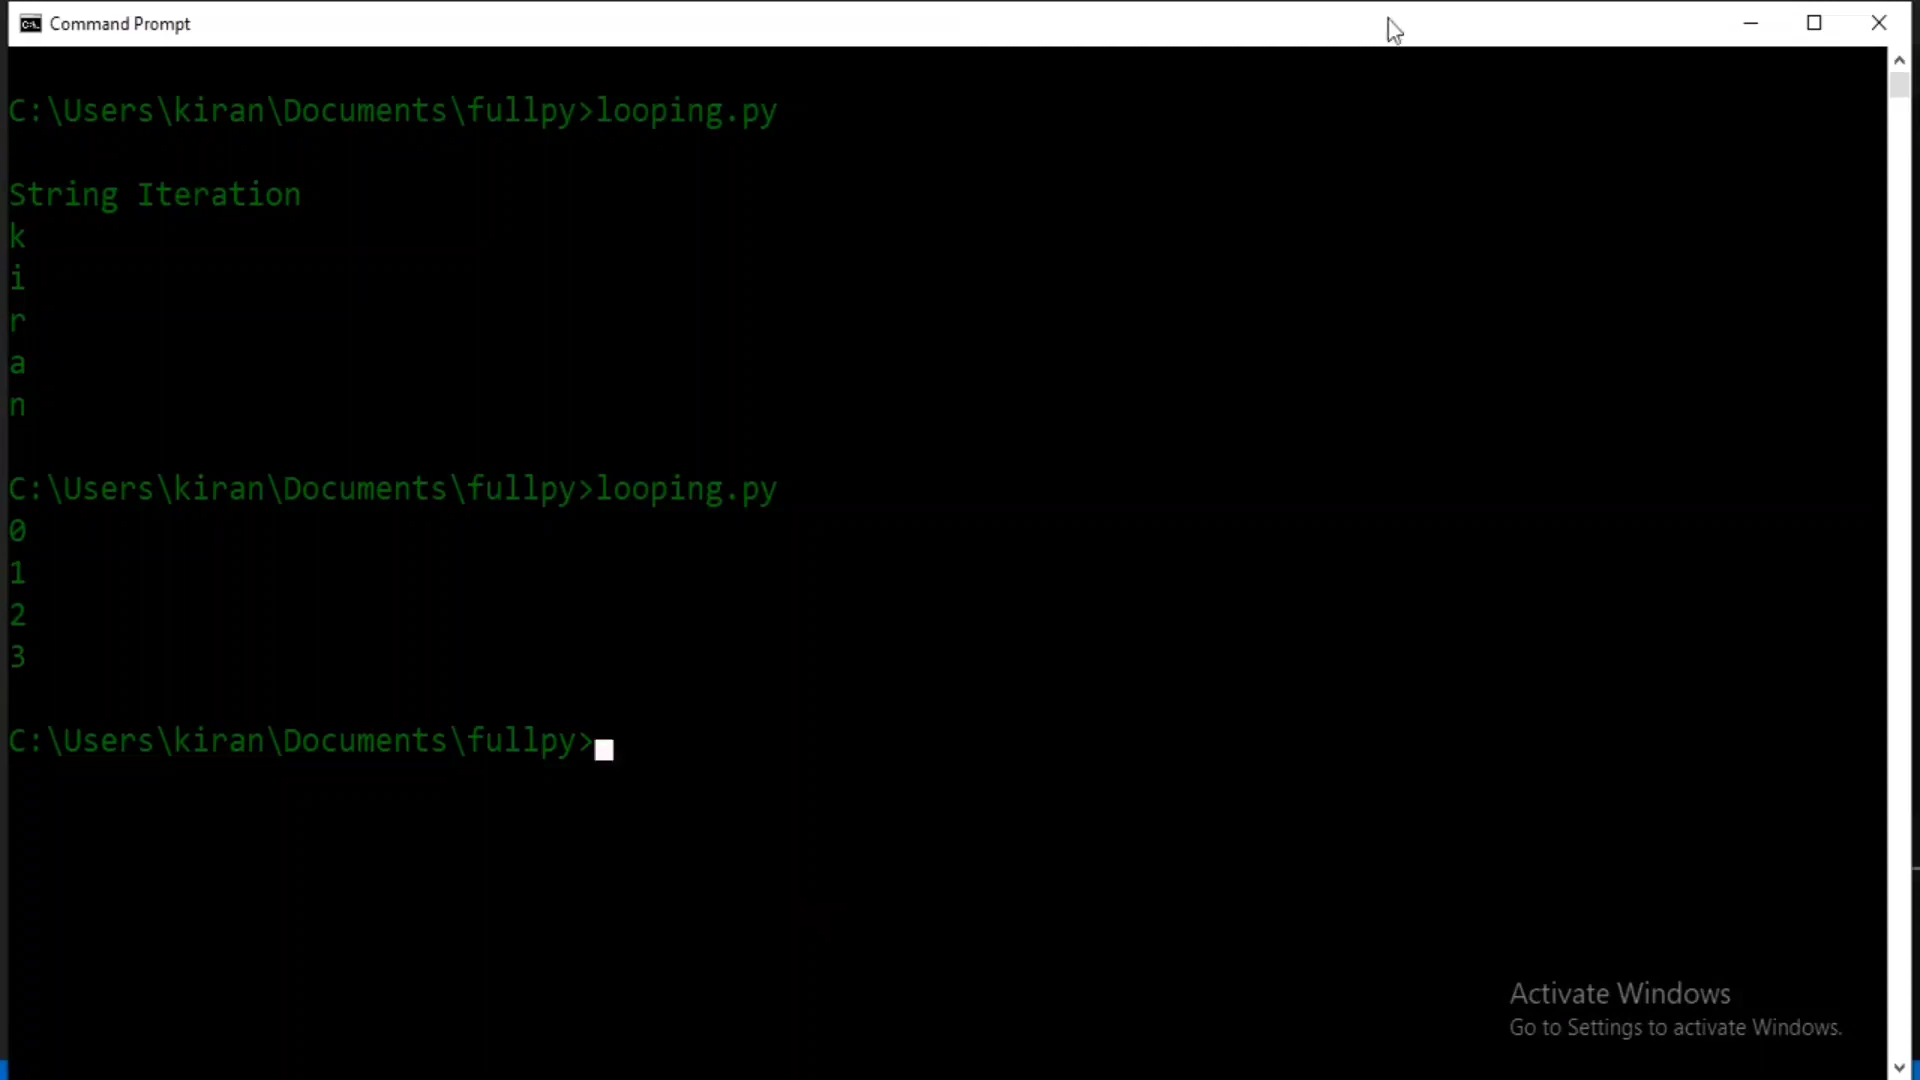 Command Prompt
C:\Users\kiran\Documents\fullpy>looping.py
String Iteration
k
i
r
a
n
C:\Users\kiran\Documents\fullpy>looping.py
0
1
2
3
C:\Users\kiran\Documents\fullpy>
Activate Windows
Go to Settings to activate Windows.